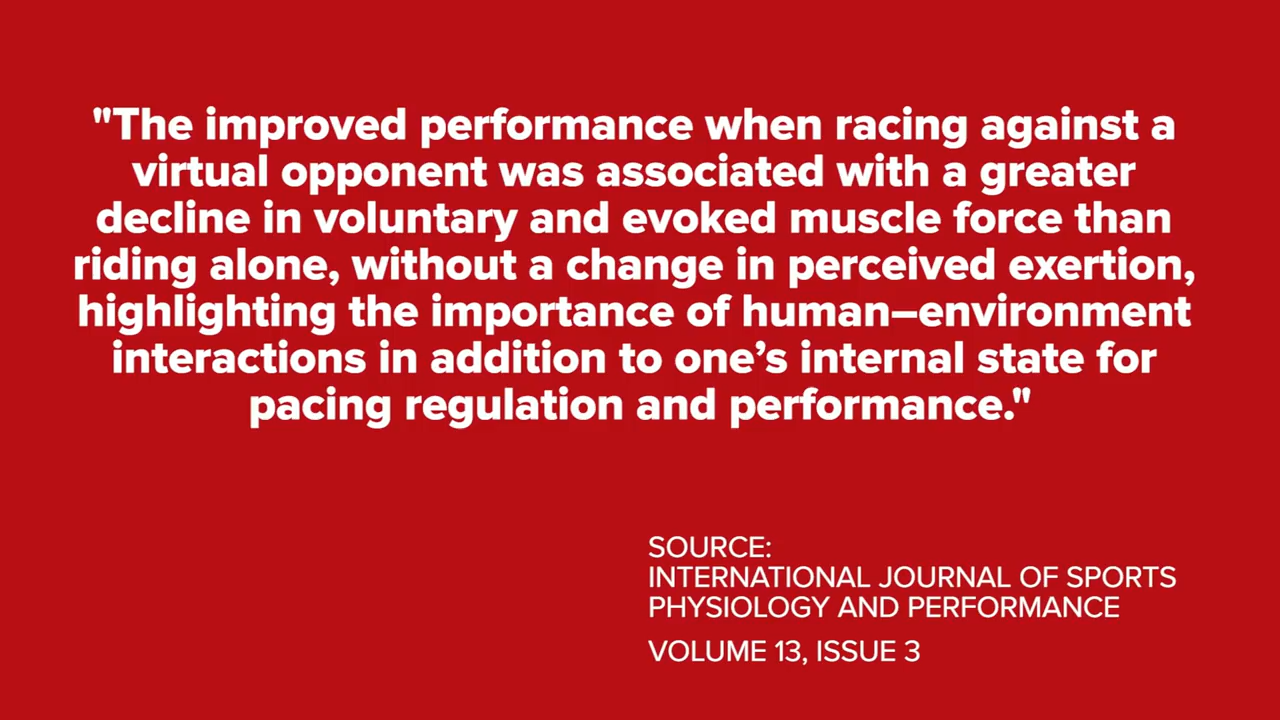 "The improved performance when racing against a
virtual opponent was associated with a greater
decline in voluntary and evoked muscle force than
riding alone, without a change in perceived exertion,
highlighting the importance of human–environment
interactions in addition to one’s internal state for
pacing regulation and performance."
SOURCE:
INTERNATIONAL JOURNAL OF SPORTS
PHYSIOLOGY AND PERFORMANCE
VOLUME 13, ISSUE 3